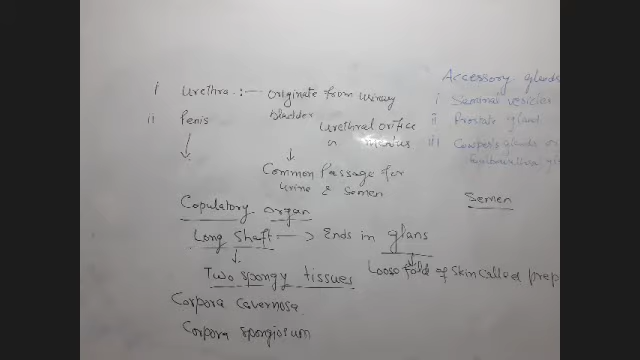 Accessory glands
i Urethra :— originate from urinary
bladder
i Seminal vesicles
ii Penis
ii Prostate gland
Urethral orifice
or
iii Cowper's glands or
↓
Common Passage for
urine & semen
Semen
Copulatory organ
Long shaft —> Ends in glans
Two spongy tissues
Loose fold of skin called prep
Corpora cavernosa
Corpora spongiosum